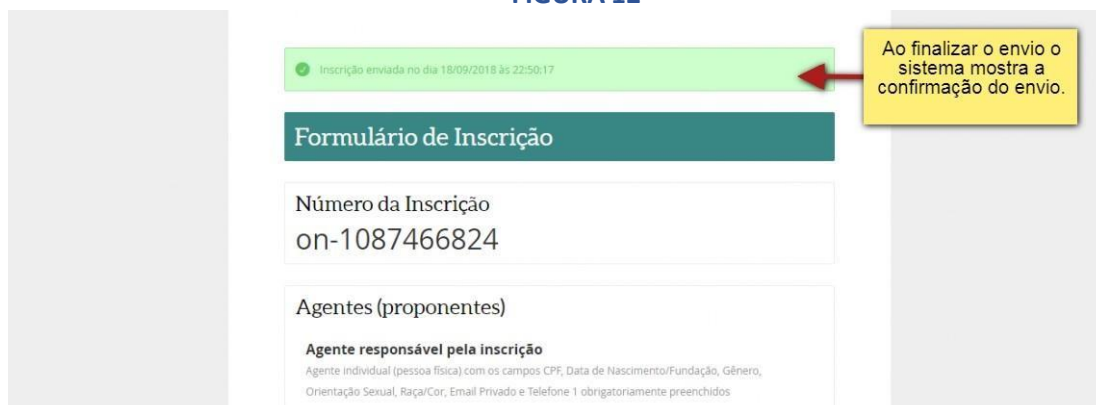 FIGURA 12
Inscrição enviada no dia 18/09/2018 às 22:50:17
Ao finalizar o envio o
sistema mostra a
confirmação do envio.
Formulário de Inscrição
Número da Inscrição
on-1087466824
Agentes (proponentes)
Agente responsável pela inscrição
Agente individual (pessoa física) com os campos CPF, Data de Nascimento/Fundação, Gênero,
Orientação Sexual, Raça/Cor, Email Privado e Telefone 1 obrigatoriamente preenchidos